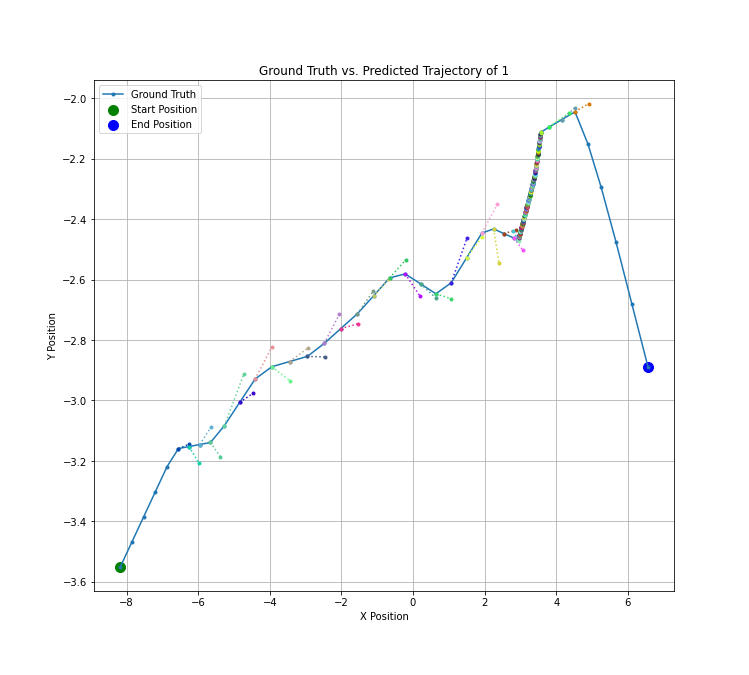 Ground Truth vs. Predicted Trajectory of 1
Ground Truth
Start Position
End Position
−2.0
−2.2
−2.4
−2.6
−2.8
−3.0
−3.2
−3.4
−3.6
Y Position
−8
−6
−4
−2
0
2
4
6
X Position